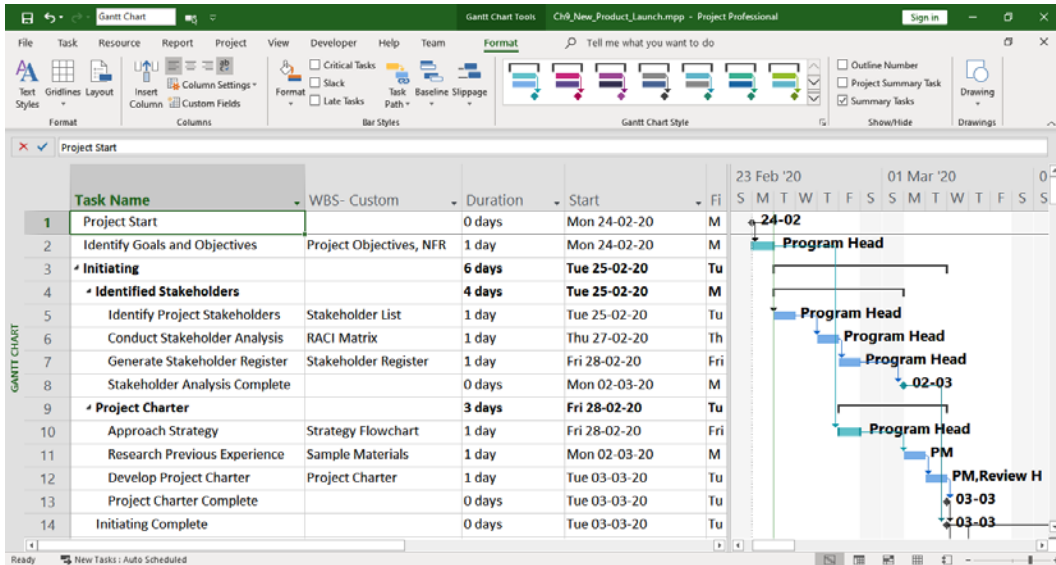 Gantt Chart
Gantt Chart Tools
Ch9_New_Product_Launch.mpp - Project Professional
Sign in
File Task Resource Report Project View Developer Help Team Format Tell me what you want to do
Text Styles
Gridlines
Layout
Format
Insert Column
Column Settings
Custom Fields
Columns
Format
Critical Tasks
Slack
Late Tasks
Task Path
Baseline
Slippage
Bar Styles
Gantt Chart Style
Outline Number
Project Summary Task
Summary Tasks
Show/Hide
Drawing
Drawings
Project Start
23 Feb '20 01 Mar '20 0
Task Name WBS- Custom Duration Start Fi S M T W T F S S M T W T F S S
1 Project Start 0 days Mon 24-02-20 M 24-02
2 Identify Goals and Objectives Project Objectives, NFR 1 day Mon 24-02-20 M Program Head
3 Initiating 6 days Tue 25-02-20 Tu
4 Identified Stakeholders 4 days Tue 25-02-20 M
5 Identify Project Stakeholders Stakeholder List 1 day Tue 25-02-20 Tu Program Head
6 Conduct Stakeholder Analysis RACI Matrix 1 day Thu 27-02-20 Th Program Head
7 Generate Stakeholder Register Stakeholder Register 1 day Fri 28-02-20 Fri Program Head
8 Stakeholder Analysis Complete 0 days Mon 02-03-20 M 02-03
9 Project Charter 3 days Fri 28-02-20 Tu
10 Approach Strategy Strategy Flowchart 1 day Fri 28-02-20 Fri Program Head
11 Research Previous Experience Sample Materials 1 day Mon 02-03-20 M PM
12 Develop Project Charter Project Charter 1 day Tue 03-03-20 Tu PM,Review H
13 Project Charter Complete 0 days Tue 03-03-20 Tu 03-03
14 Initiating Complete 0 days Tue 03-03-20 Tu 03-03
GANTT CHART
Ready New Tasks : Auto Scheduled